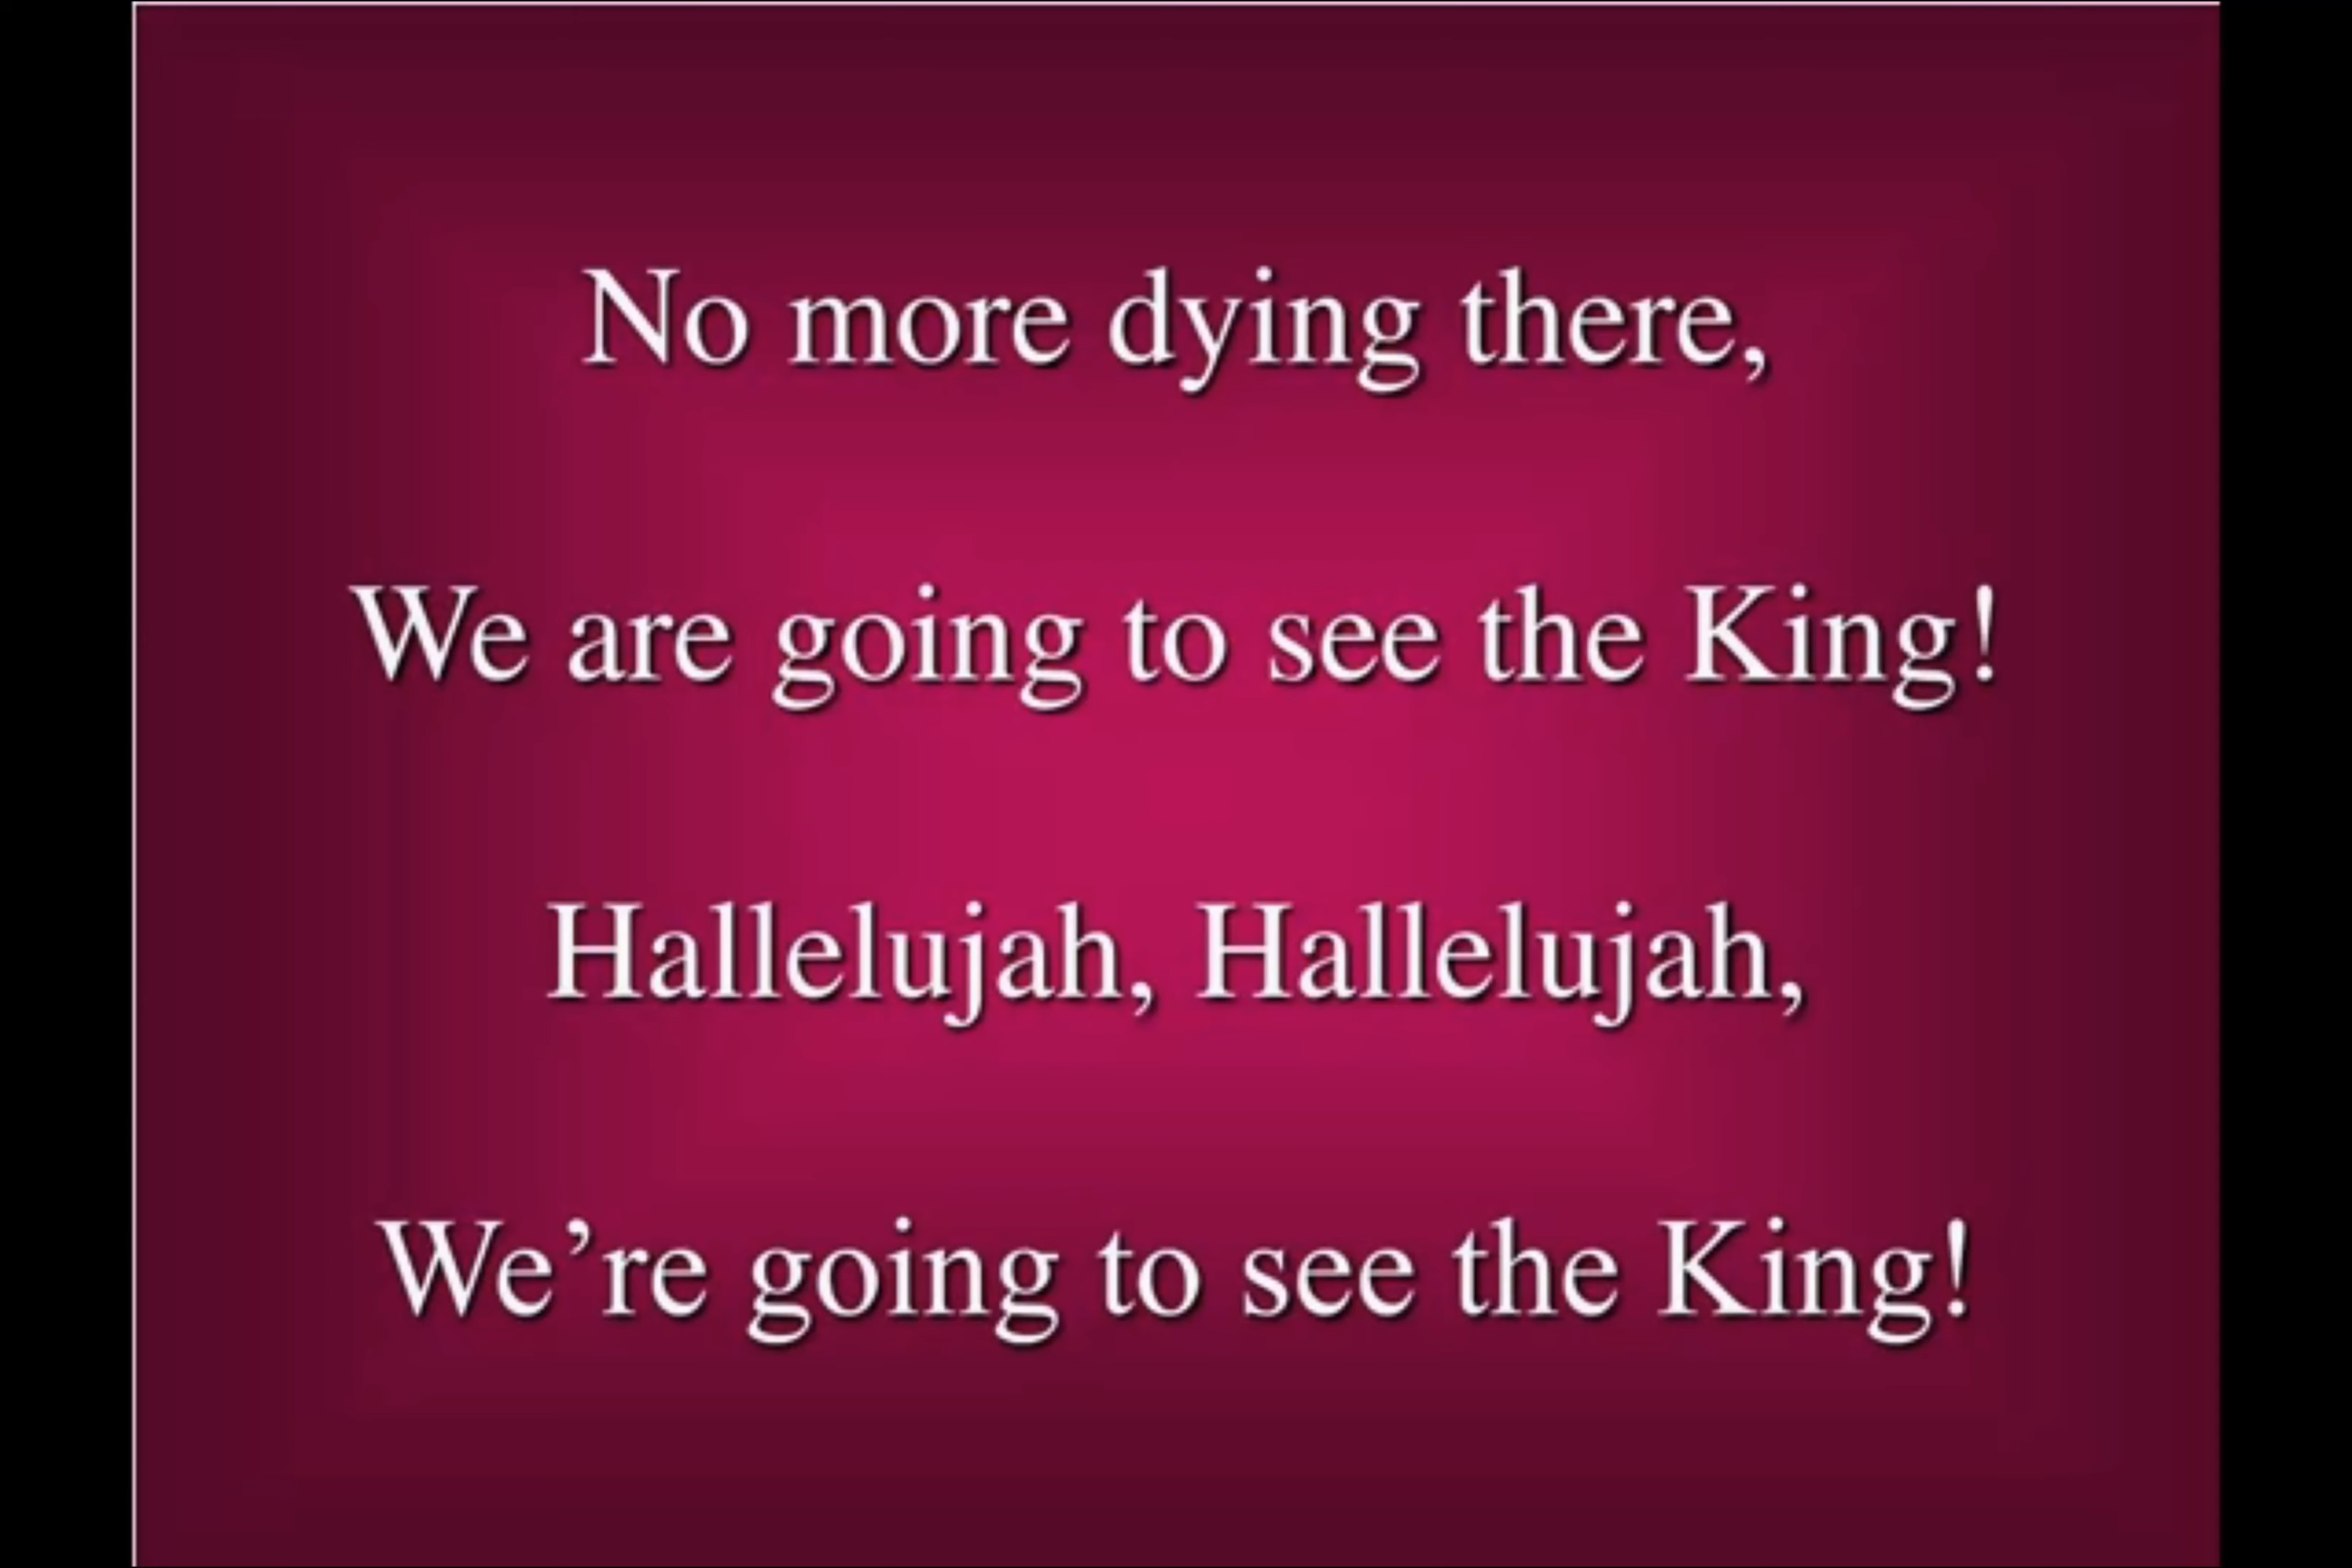 No more dying there,
We are going to see the King!
Hallelujah, Hallelujah,
We’re going to see the King!